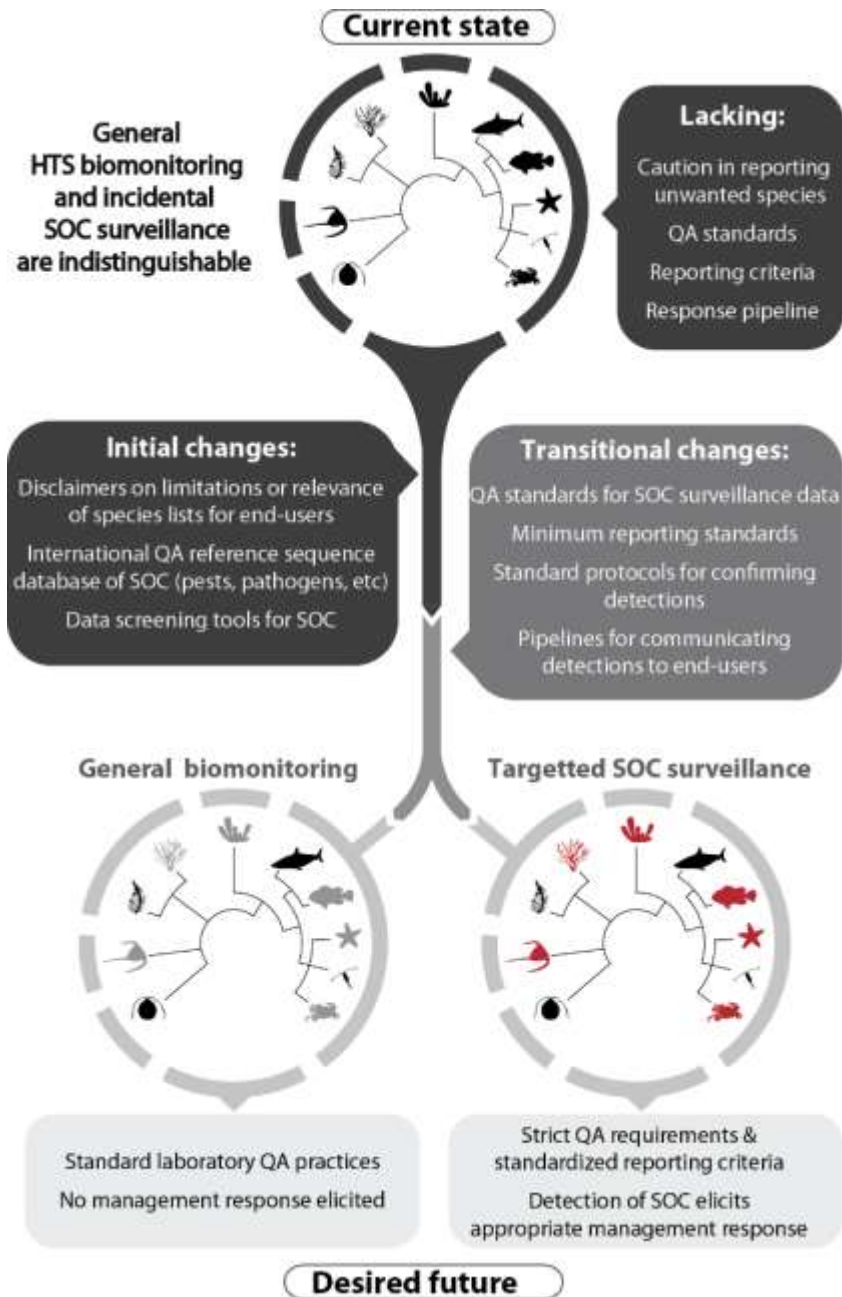 Current state
General
HTS biomonitoring
and incidental
SOC surveillance
are indistinguishable
Lacking:
Caution in reporting
unwanted species
QA standards
Reporting criteria
Response pipeline
Initial changes:
Disclaimers on limitations or relevance
of species lists for end-users
International QA reference sequence
database of SOC (pests, pathogens, etc)
Data screening tools for SOC
Transitional changes:
QA standards for SOC surveillance data
Minimum reporting standards
Standard protocols for confirming
detections
Pipelines for communicating
detections to end-users
General biomonitoring
Targetted SOC surveillance
Standard laboratory QA practices
No management response elicited
Strict QA requirements &
standardized reporting criteria
Detection of SOC elicits
appropriate management response
Desired future